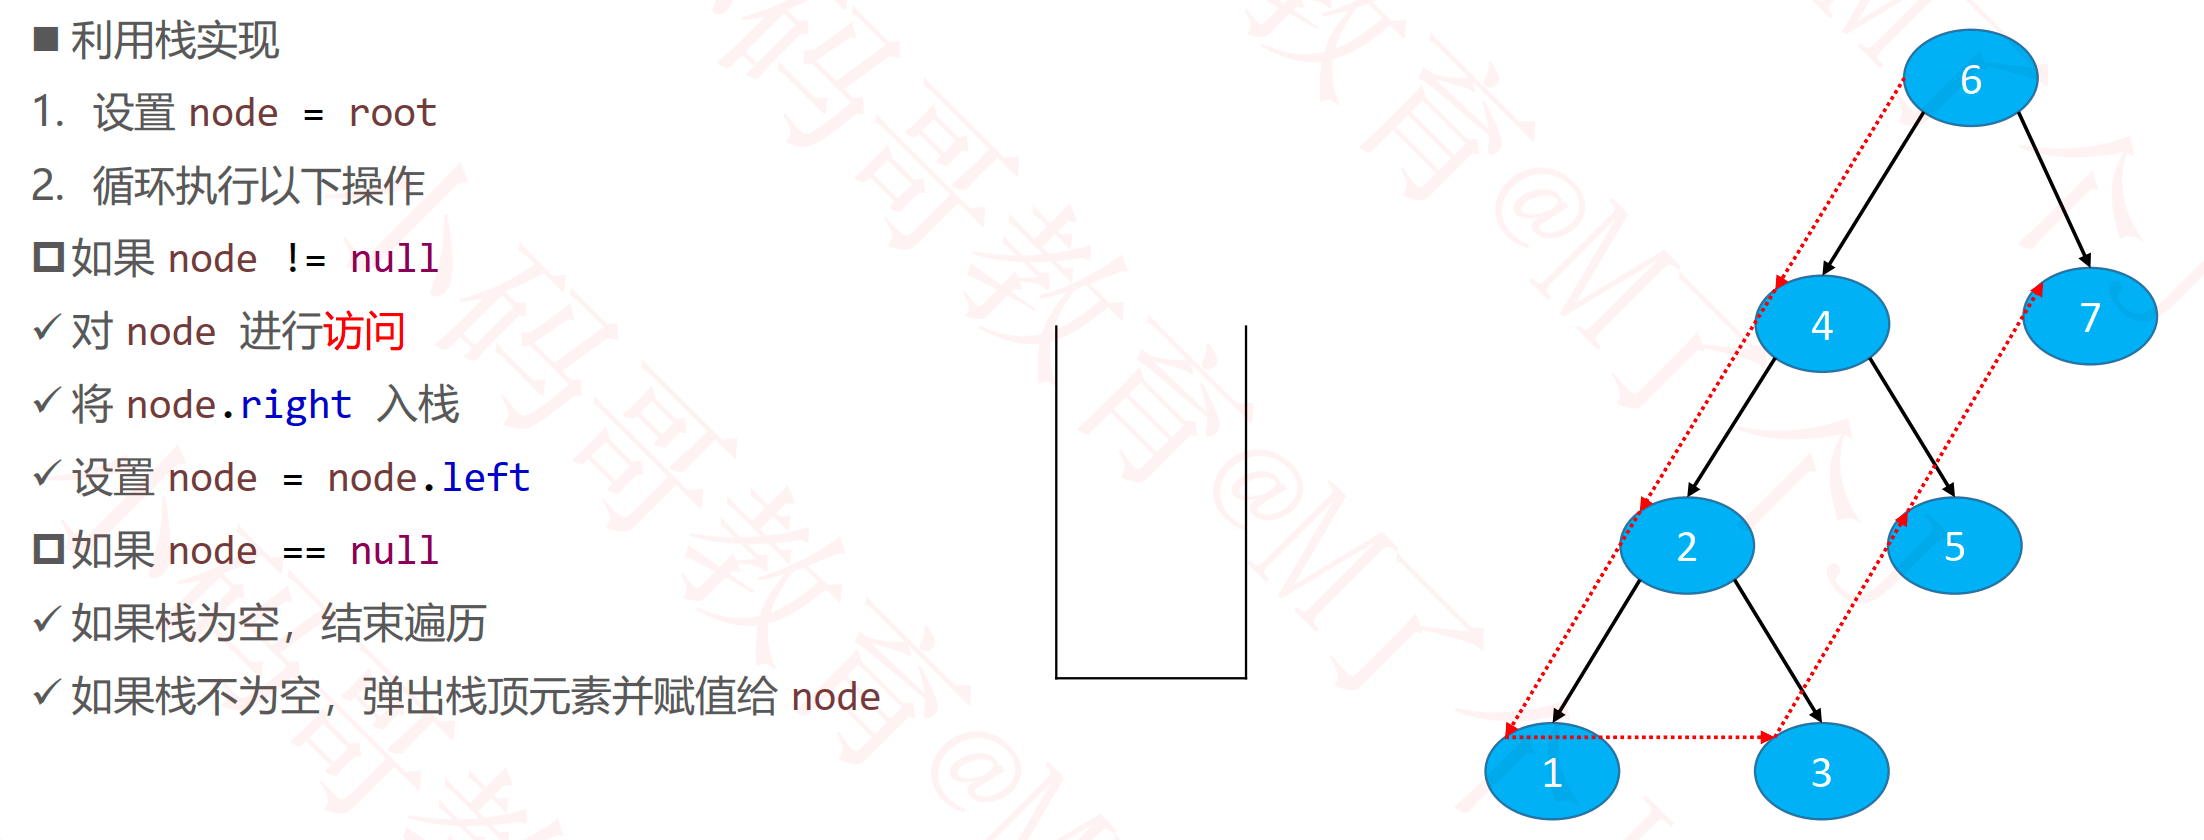 ■ 利用栈实现
1. 设置 node = root
2. 循环执行以下操作
如果 node != null
✓ 对 node 进行访问
✓ 将 node.right 入栈
✓ 设置 node = node.left
如果 node == null
✓ 如果栈为空，结束遍历
✓ 如果栈不为空，弹出栈顶元素并赋值给 node
6
4
7
2
5
1
3
小码哥教育@M了个J